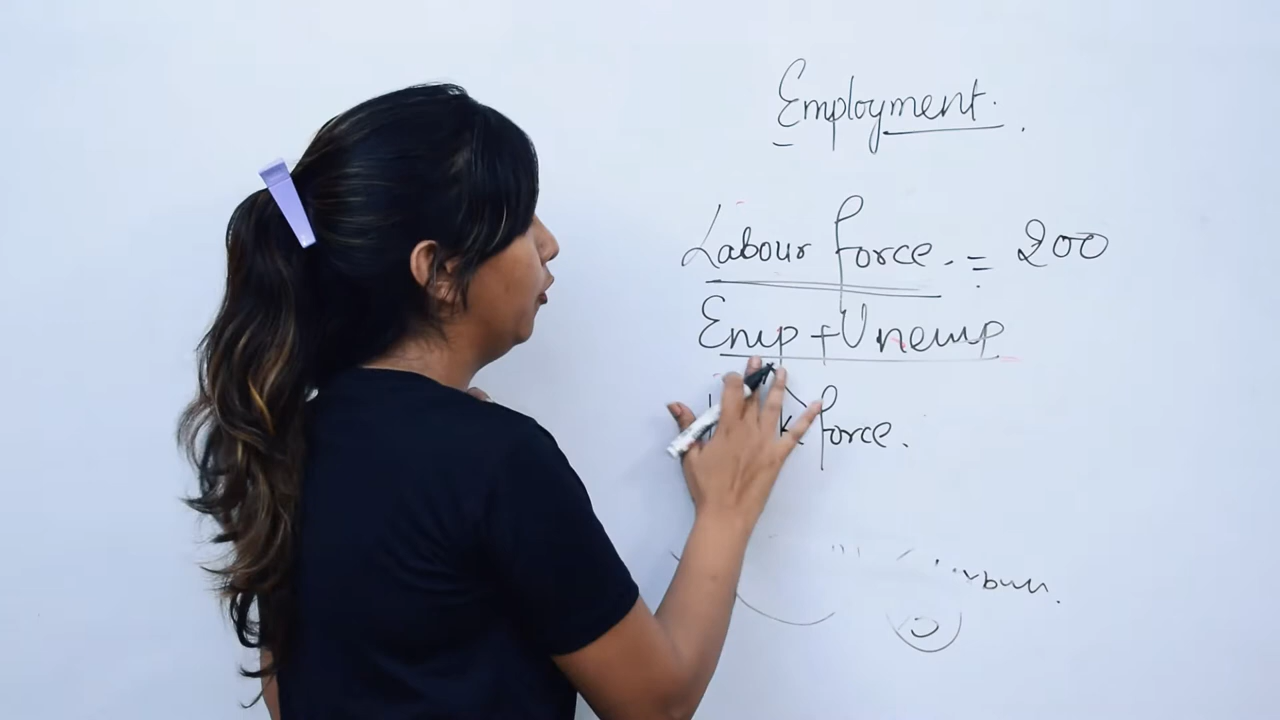 Employment.
Labour force. = 200
Emp + Unemp
force.